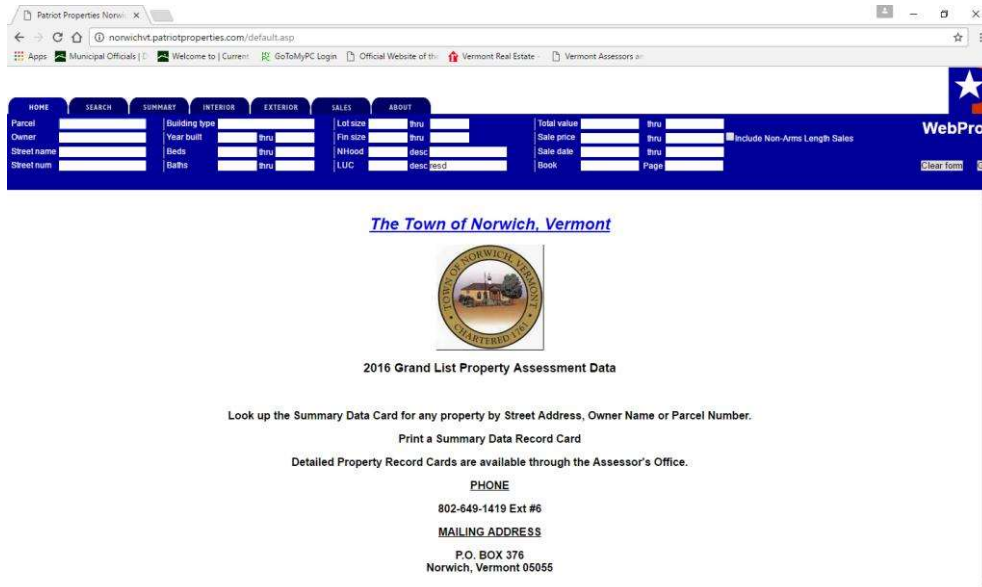 Patriot Properties Norwi
norwichvt.patriotproperties.com/default.asp
Apps Municipal Officials | Welcome to | Current GoToMyPC Login Official Website of th Vermont Real Estate - Vermont Assessors a
HOME SEARCH SUMMARY INTERIOR EXTERIOR SALES ABOUT
Parcel Building type Lot size thru Total value thru
Owner Year built thru Fin size thru Sale price thru Include Non-Arms Length Sales
Street name Beds thru NHood desc Sale date thru
Street num Baths thru LUC desc resd Book Page
WebPro
Clear form
The Town of Norwich, Vermont
TOWN OF NORWICH, VERMONT
CHARTERED 1761
2016 Grand List Property Assessment Data
Look up the Summary Data Card for any property by Street Address, Owner Name or Parcel Number.
Print a Summary Data Record Card
Detailed Property Record Cards are available through the Assessor's Office.
PHONE
802-649-1419 Ext #6
MAILING ADDRESS
P.O. BOX 376
Norwich, Vermont 05055